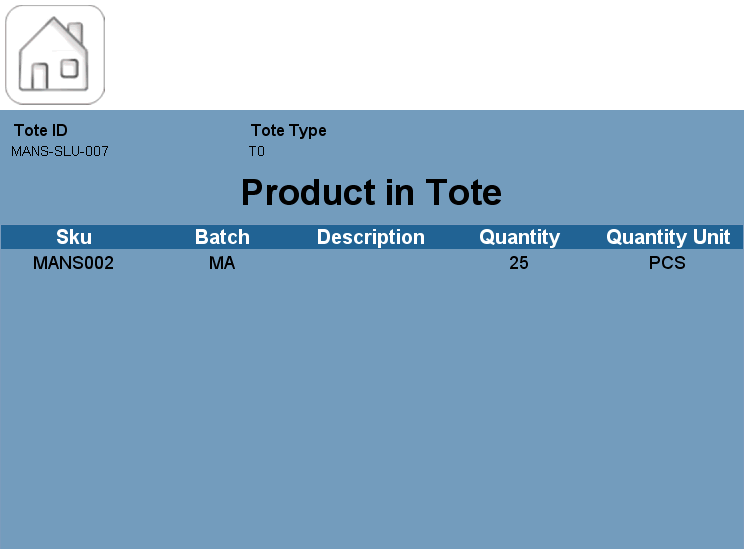 Tote ID Tote Type
MANS-SLU-007 T0
Product in Tote
Sku Batch Description Quantity Quantity Unit
MANS002 MA 25 PCS